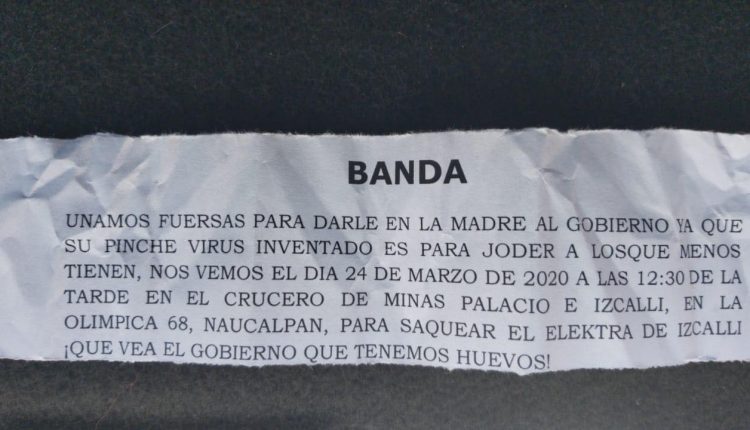 BANDA
UNAMOS FUERSAS PARA DARLE EN LA MADRE AL GOBIERNO YA QUE
SU PINCHE VIRUS INVENTADO ES PARA JODER A LOSQUE MENOS
TIENEN, NOS VEMOS EL DIA 24 DE MARZO DE 2020 A LAS 12:30 DE LA
TARDE EN EL CRUCERO DE MINAS PALACIO E IZCALLI, EN LA
OLIMPICA 68, NAUCALPAN, PARA SAQUEAR EL ELEKTRA DE IZCALLI
¡QUE VEA EL GOBIERNO QUE TENEMOS HUEVOS!